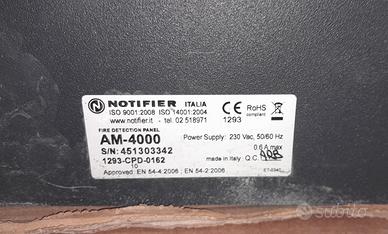 NOTIFIER ITALIA
ISO 9001:2008 ISO 14001:2004
www.notifier.it - tel. 02 518971
CE
1293
RoHS
compliant
FIRE DETECTION PANEL
AM-4000
S/N: 451303342
1293-CPD-0162
10
Power Supply: 230 Vac, 50/60 Hz
0.6 A max
Made in Italy Q.C.
Approved: EN 54-4:2006 ; EN 54-2:2006
subito